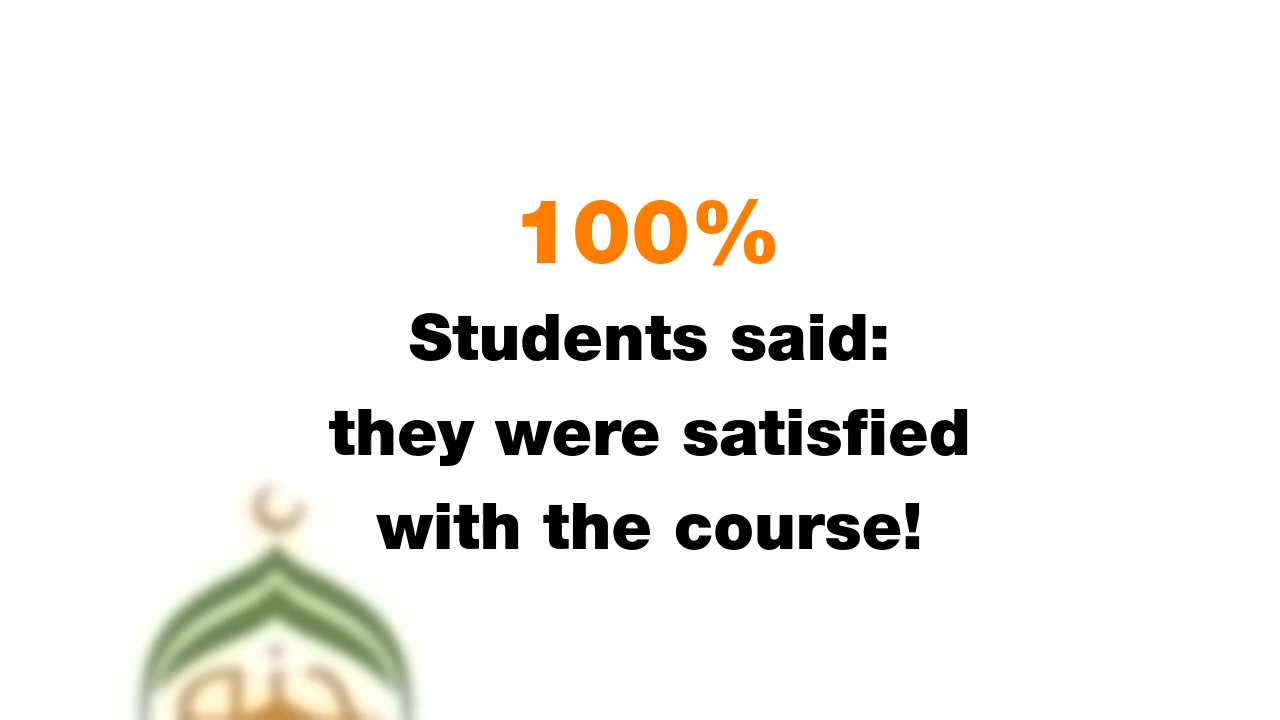 100%
Students said:
they were satisfied
with the course!